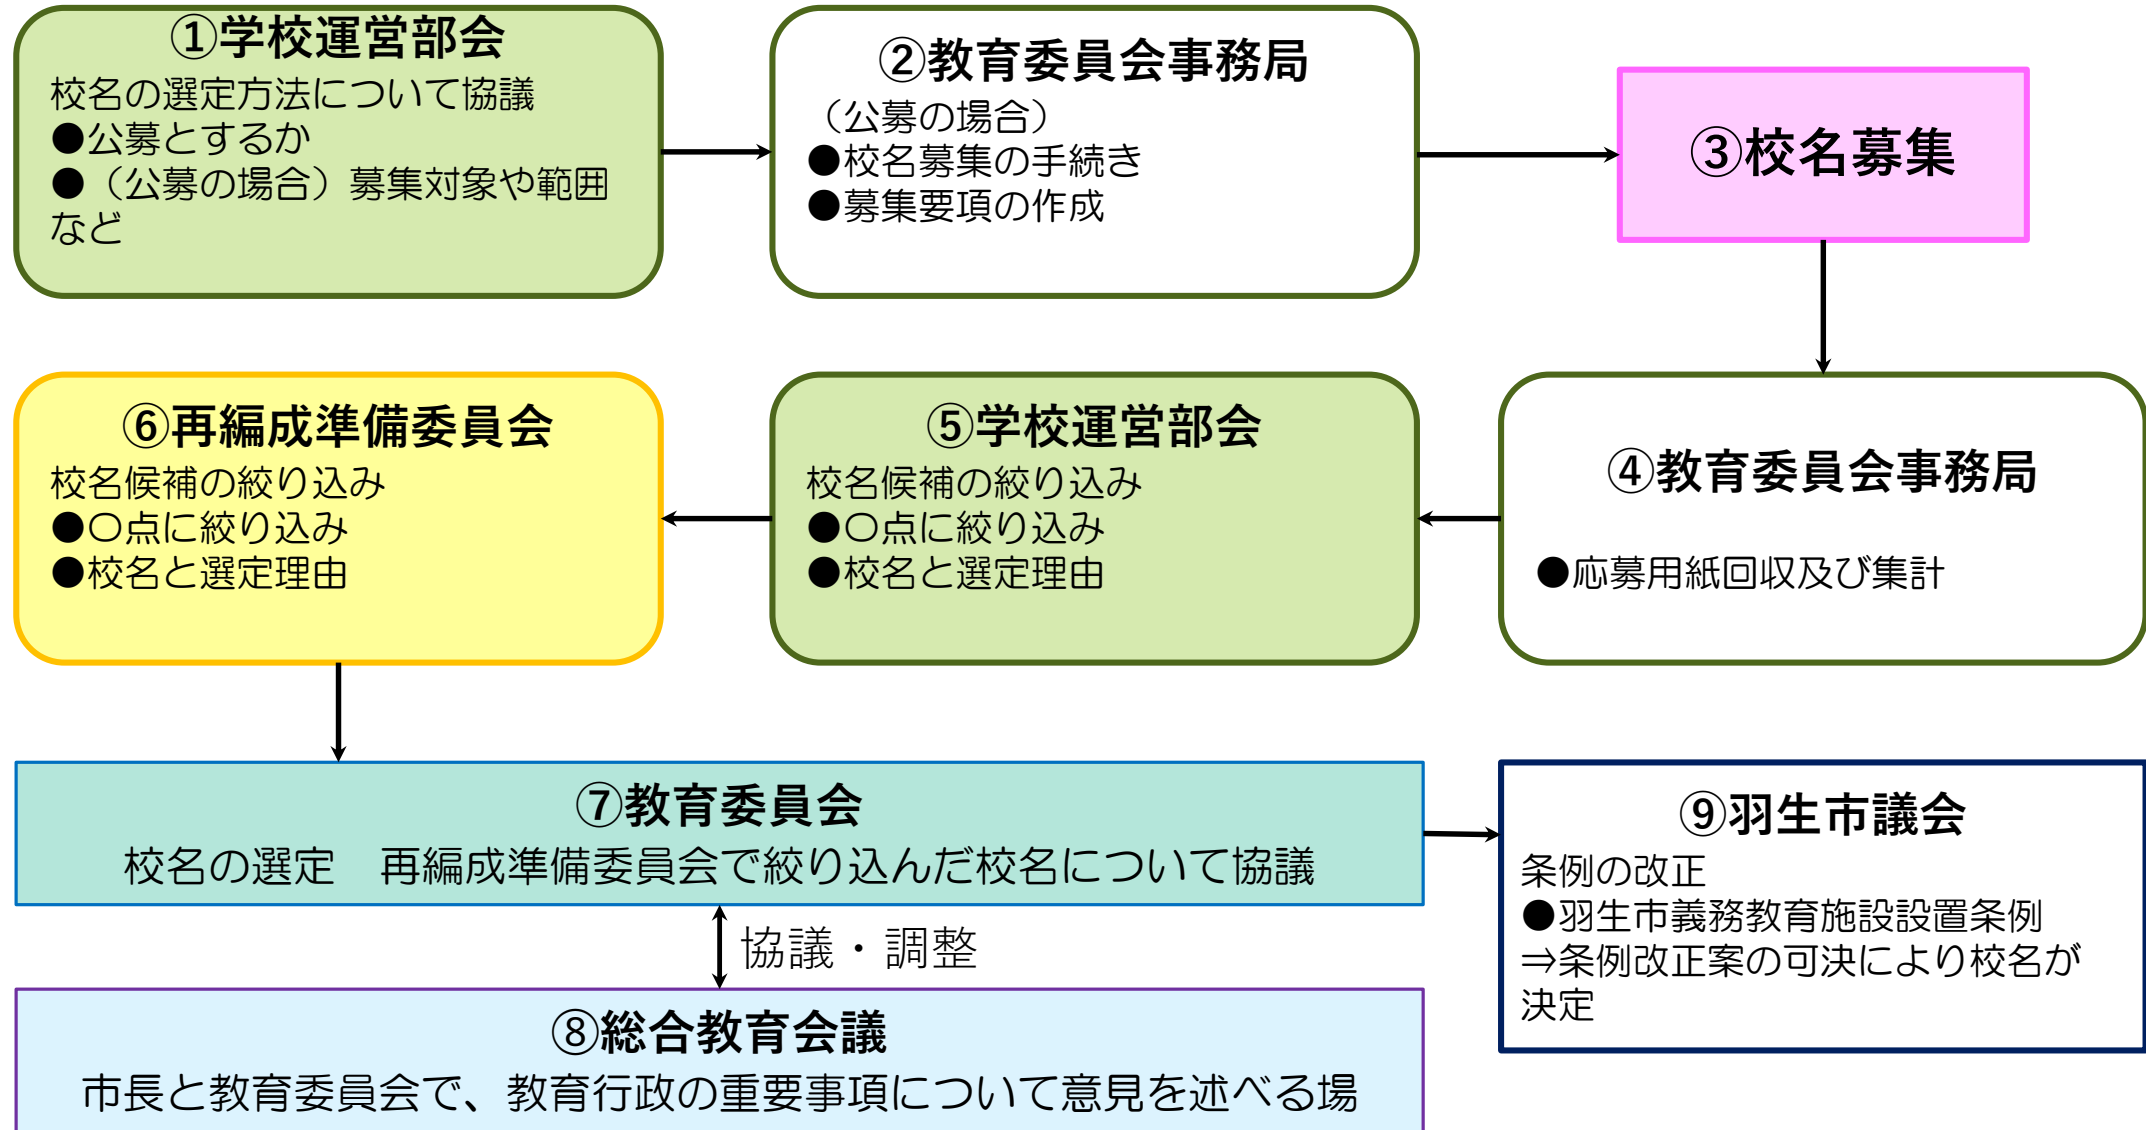 ①学校運営部会
校名の選定方法について協議
●公募とするか
●（公募の場合）募集対象や範囲
など
②教育委員会事務局
（公募の場合）
●校名募集の手続き
●募集要項の作成
③校名募集
④教育委員会事務局
●応募用紙回収及び集計
⑤学校運営部会
校名候補の絞り込み
●〇点に絞り込み
●校名と選定理由
⑥再編成準備委員会
校名候補の絞り込み
●〇点に絞り込み
●校名と選定理由
⑦教育委員会
校名の選定　再編成準備委員会で絞り込んだ校名について協議
協議・調整
⑧総合教育会議
市長と教育委員会で、教育行政の重要事項について意見を述べる場
⑨羽生市議会
条例の改正
●羽生市義務教育施設設置条例
⇒条例改正案の可決により校名が
決定